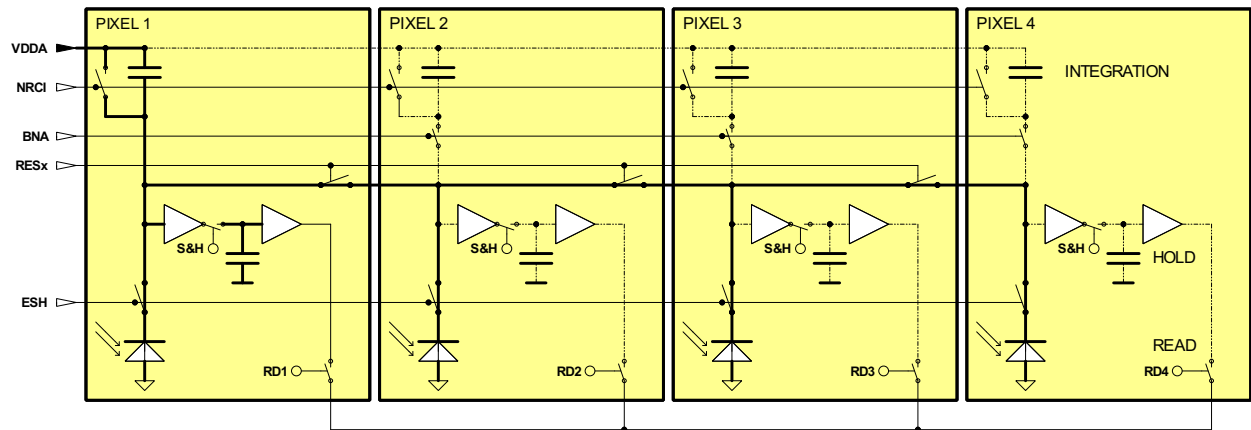 PIXEL 1 PIXEL 2 PIXEL 3 PIXEL 4
VDDA
NRCI INTEGRATION
BNA
RESx
S&H S&H S&H S&H
HOLD
ESH
READ
RD1 RD2 RD3 RD4